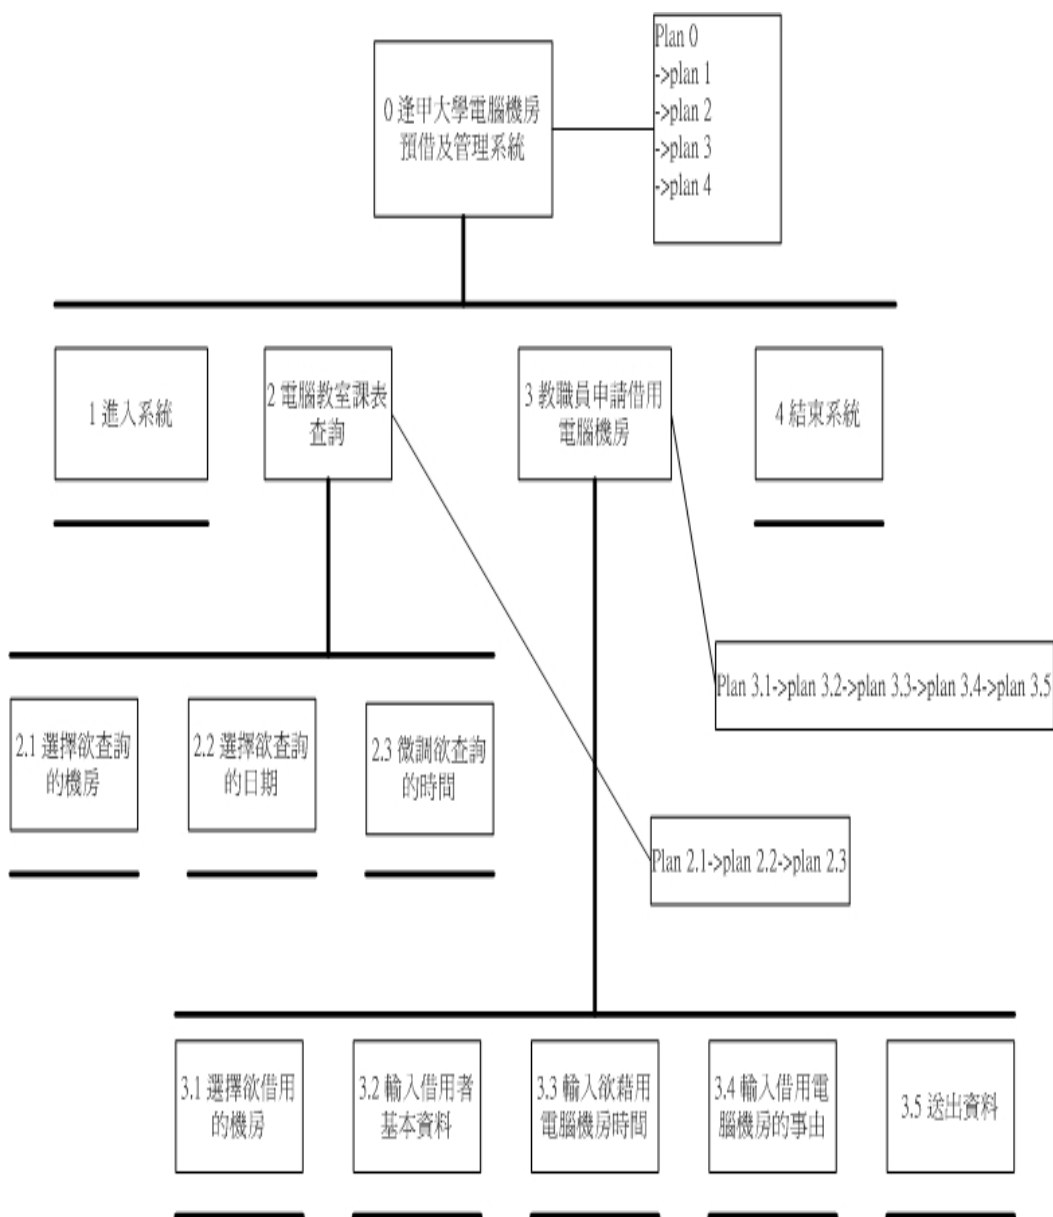 0 逢甲大學電腦機房
預借及管理系統
Plan 0
->plan 1
->plan 2
->plan 3
->plan 4
1 進入系統
2 電腦教室課表
查詢
3 教職員申請借用
電腦機房
4 結束系統
Plan 3.1->plan 3.2->plan 3.3->plan 3.4->plan 3.5
2.1 選擇欲查詢
的機房
2.2 選擇欲查詢
的日期
2.3 微調欲查詢
的時間
Plan 2.1->plan 2.2->plan 2.3
3.1 選擇欲借用
的機房
3.2 輸入借用者
基本資料
3.3 輸入欲藉用
電腦機房時間
3.4 輸入借用電
腦機房的事由
3.5 送出資料